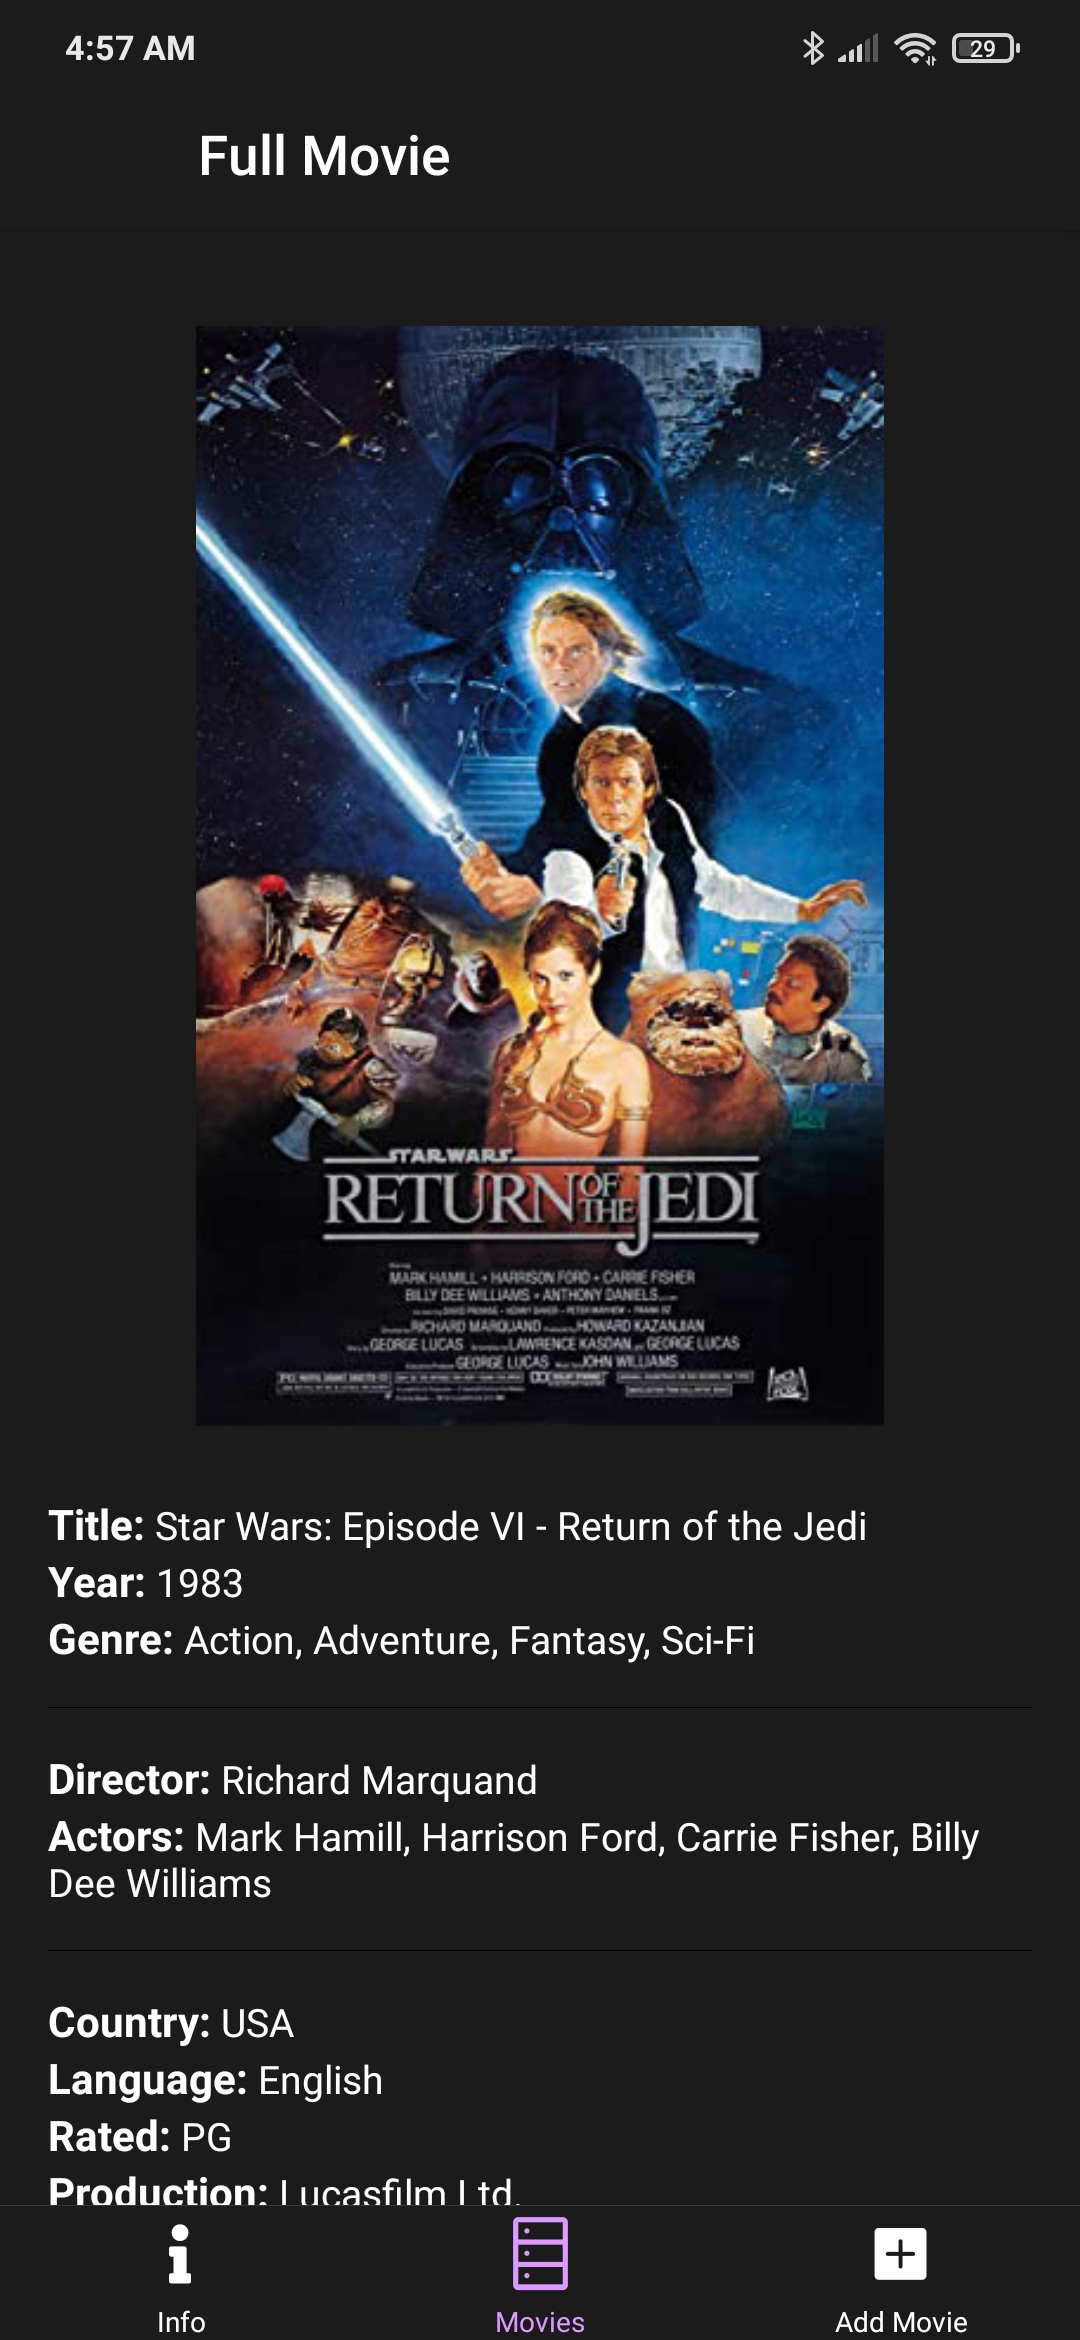 4:57 AM
29
Full Movie
STAR WARS
RETURN OF THE JEDI
MARK HAMILL • HARRISON FORD • CARRIE FISHER
BILLY DEE WILLIAMS • ANTHONY DANIELS
RICHARD MARQUAND HOWARD KAZANJIAN
GEORGE LUCAS LAWRENCE KASDAN GEORGE LUCAS
GEORGE LUCAS JOHN WILLIAMS
Title: Star Wars: Episode VI - Return of the Jedi
Year: 1983
Genre: Action, Adventure, Fantasy, Sci-Fi
Director: Richard Marquand
Actors: Mark Hamill, Harrison Ford, Carrie Fisher, Billy
Dee Williams
Country: USA
Language: English
Rated: PG
Production: Lucasfilm Ltd.
Info
Movies
Add Movie